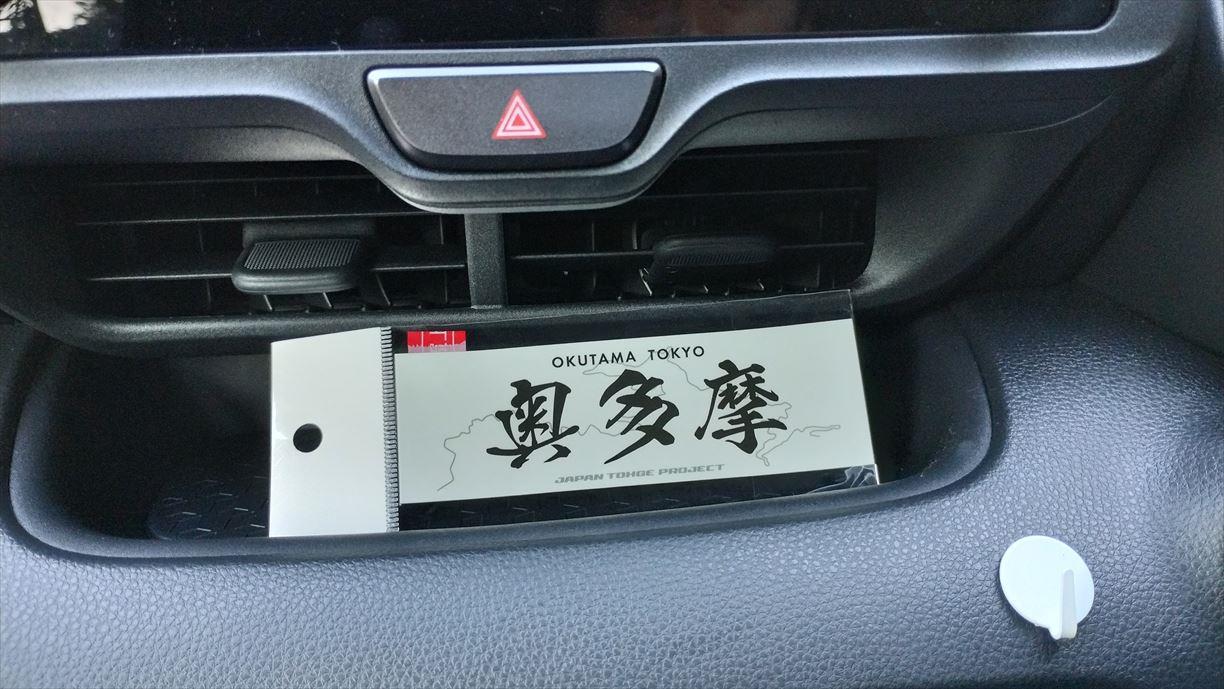 OKUTAMA TOKYO
奥多摩
JAPAN TOHGE PROJECT